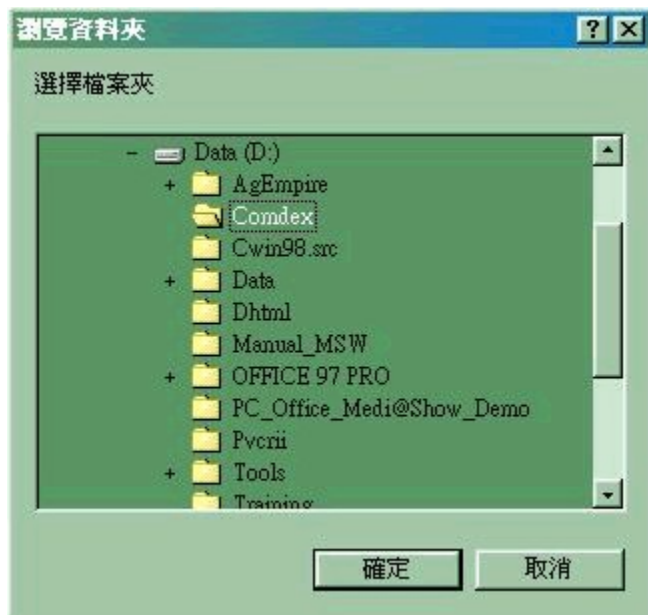 瀏覽資料夾
選擇檔案夾
Data (D:)
AgEmpire
Comdex
Cwin98.src
Data
Dhtml
Manual_MSW
OFFICE 97 PRO
PC_Office_Medi@Show_Demo
Pvcrii
Tools
Training
確定 取消